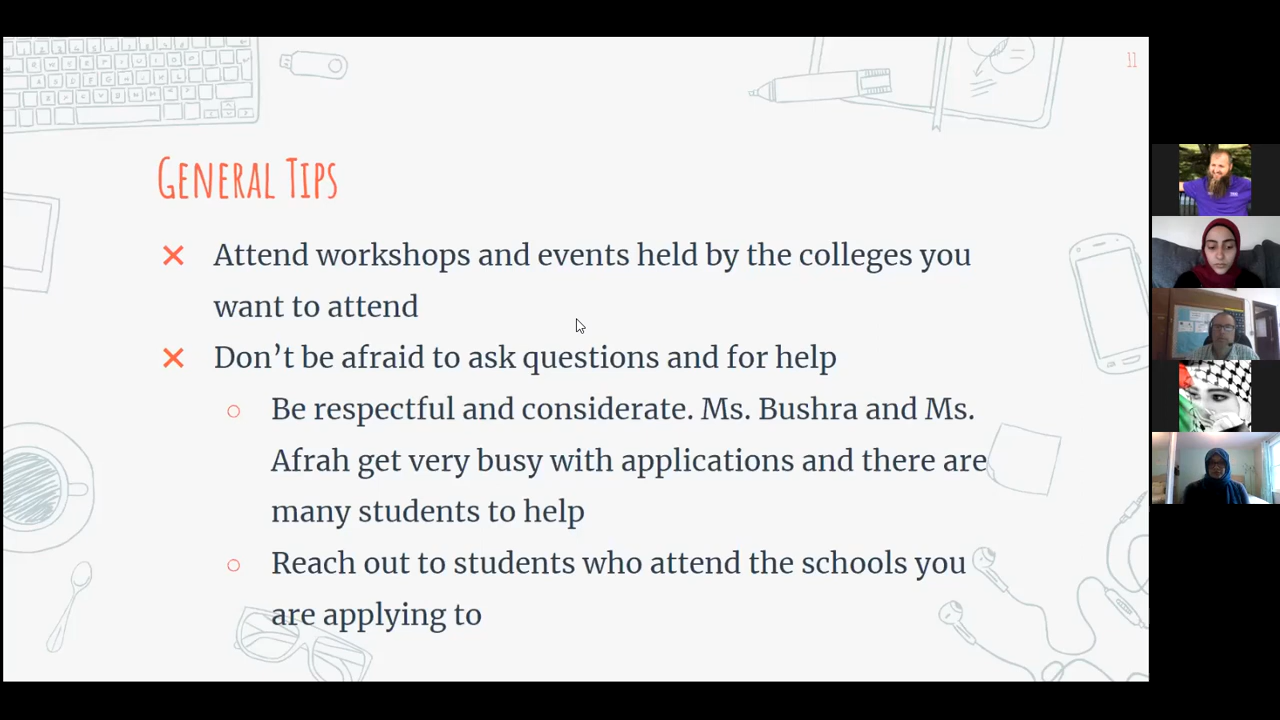 11
General Tips
Attend workshops and events held by the colleges you
want to attend
Don’t be afraid to ask questions and for help
Be respectful and considerate. Ms. Bushra and Ms.
Afrah get very busy with applications and there are
many students to help
Reach out to students who attend the schools you
are applying to